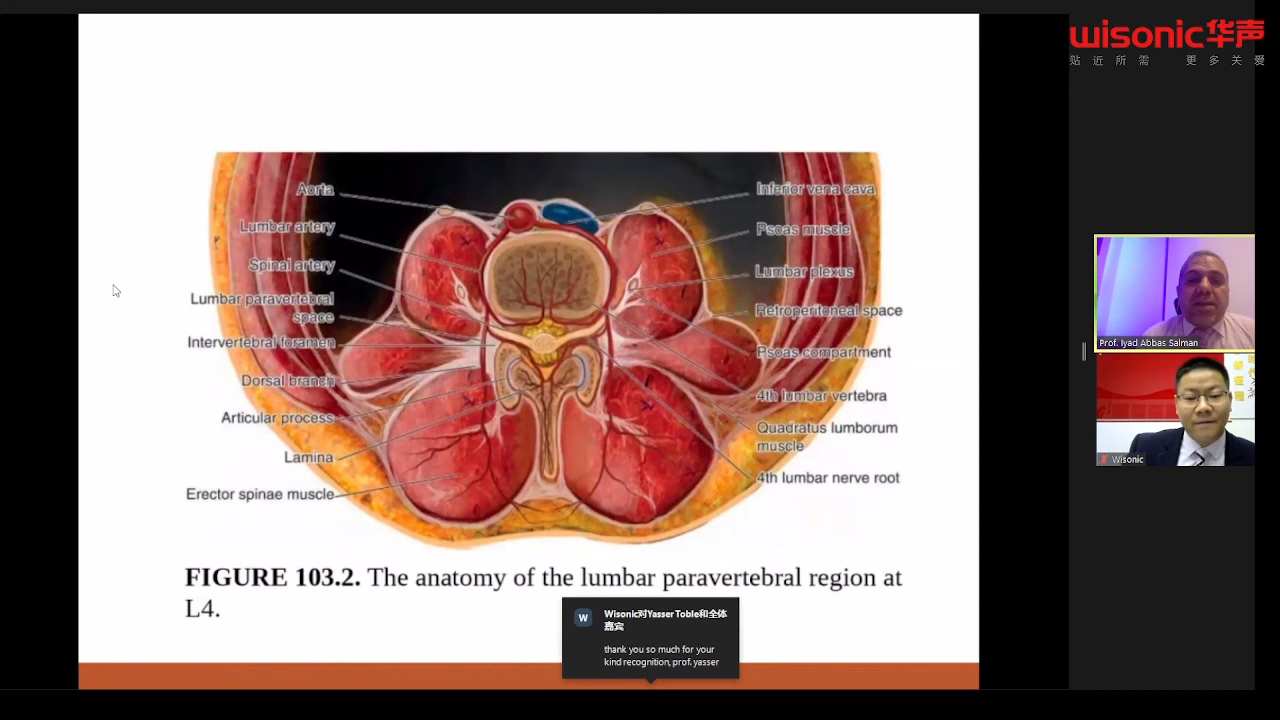 wisonic华声
贴近所需 更多关爱
Aorta
Lumbar artery
Spinal artery
Lumbar paravertebral
space
Intervertebral foramen
Dorsal branch
Articular process
Lamina
Erector spinae muscle
Inferior vena cava
Psoas muscle
Lumbar plexus
Retroperitoneal space
Psoas compartment
4th lumbar vertebra
Quadratus lumborum
muscle
4th lumbar nerve root
FIGURE 103.2. The anatomy of the lumbar paravertebral region at
L4.
W
Wisonic对Yasser Toble和全体
嘉宾
thank you so much for your
kind recognition, prof. yasser
Prof. Iyad Abbas Salman
Wisonic